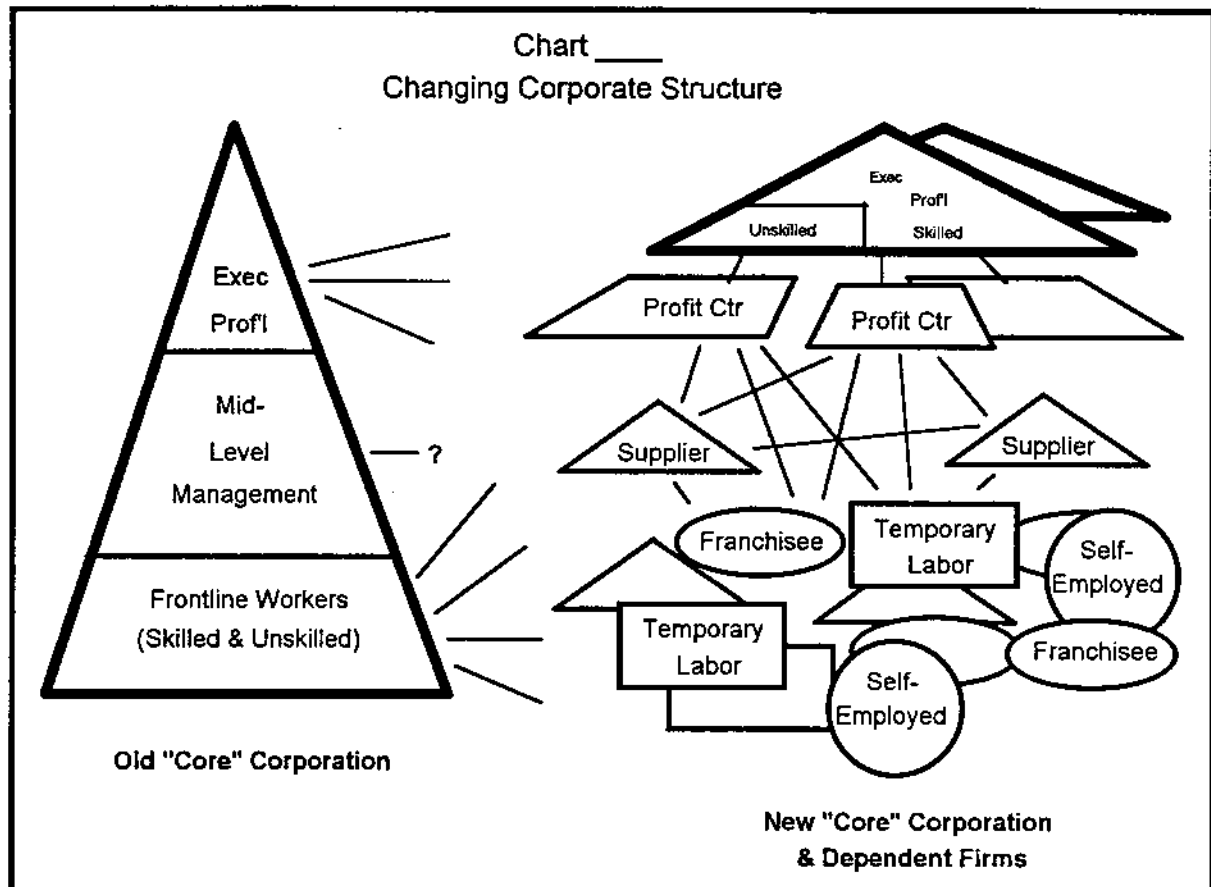 Chart ____
Changing Corporate Structure
Exec
Prof'l
Mid-
Level
Management
?
Frontline Workers
(Skilled & Unskilled)
Old "Core" Corporation
Exec
Prof'l
Unskilled
Skilled
Profit Ctr
Profit Ctr
Supplier
Supplier
Franchisee
Temporary
Labor
Self-
Employed
Temporary
Labor
Self-
Employed
Franchisee
New "Core" Corporation
& Dependent Firms